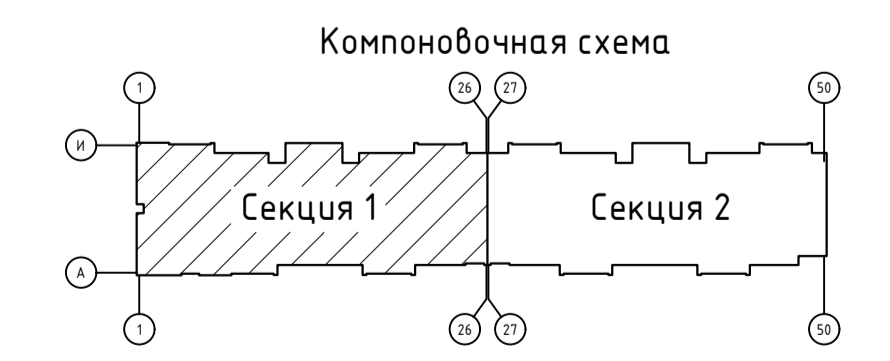 Компоновочная схема
1 26 27 50
И
Секция 1 Секция 2
А
1 26 27 50